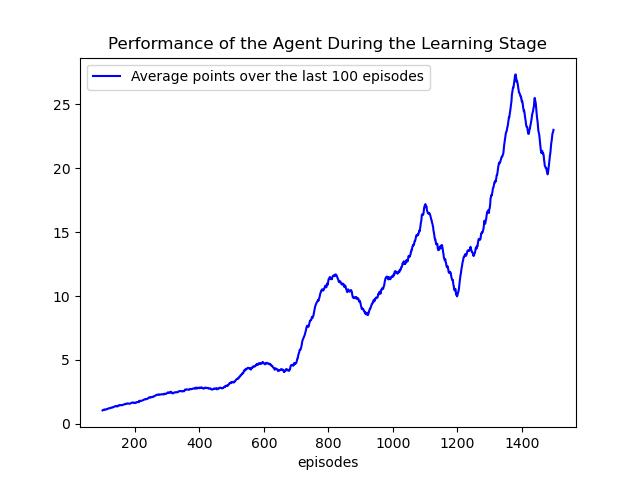 Performance of the Agent During the Learning Stage
Average points over the last 100 episodes
25
20
15
10
5
0
200 400 600 800 1000 1200 1400
episodes